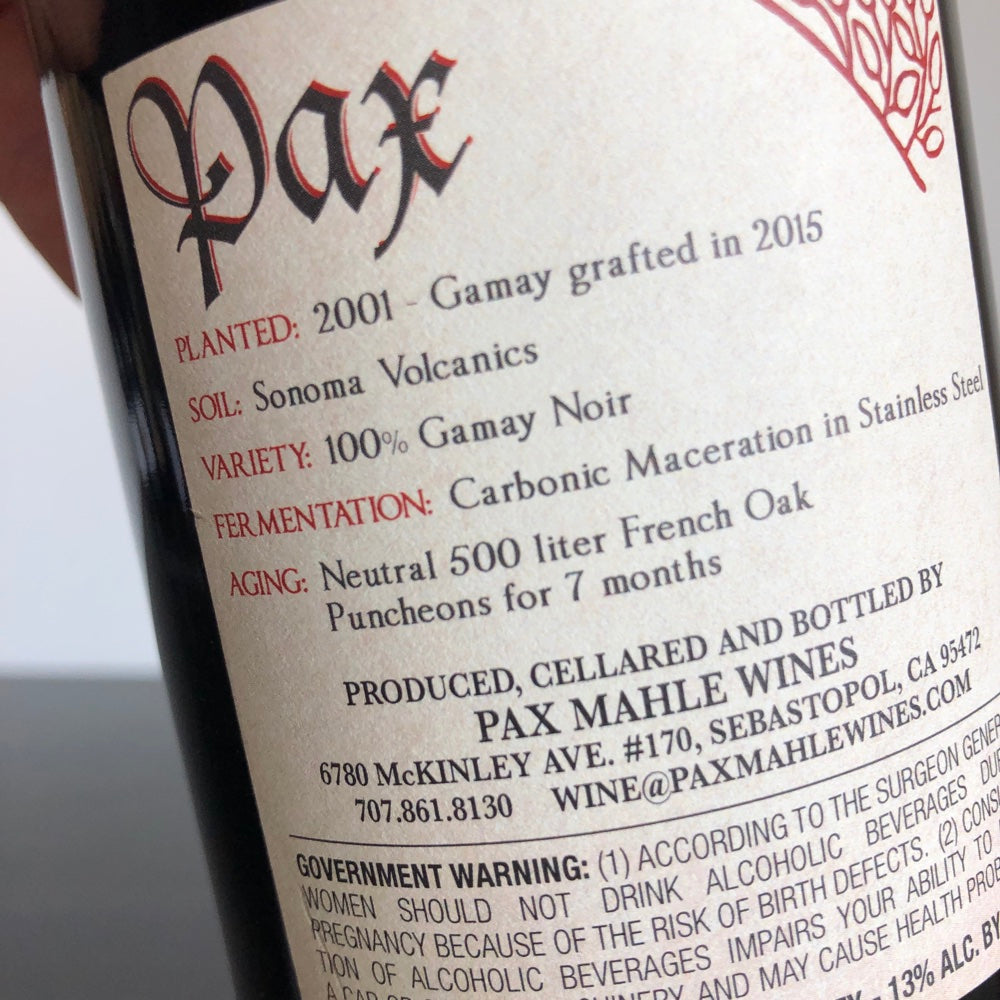 Pax
PLANTED: 2001 - Gamay grafted in 2015
SOIL: Sonoma Volcanics
VARIETY: 100% Gamay Noir
FERMENTATION: Carbonic Maceration in Stainless Steel
AGING: Neutral 500 liter French Oak
Puncheons for 7 months
PRODUCED, CELLARED AND BOTTLED BY
PAX MAHLE WINES
6780 McKINLEY AVE. #170, SEBASTOPOL, CA 95472
707.861.8130 WINE@PAXMAHLEWINES.COM
GOVERNMENT WARNING: (1) ACCORDING TO THE SURGEON
WOMEN SHOULD NOT DRINK ALCOHOLIC BEVERAGES
PREGNANCY BECAUSE OF THE RISK OF BIRTH DEFECTS. (2)
TION OF ALCOHOLIC BEVERAGES IMPAIRS YOUR ABILITY TO
A CAR AND MAY CAUSE HEALTH
13% ALC. BY